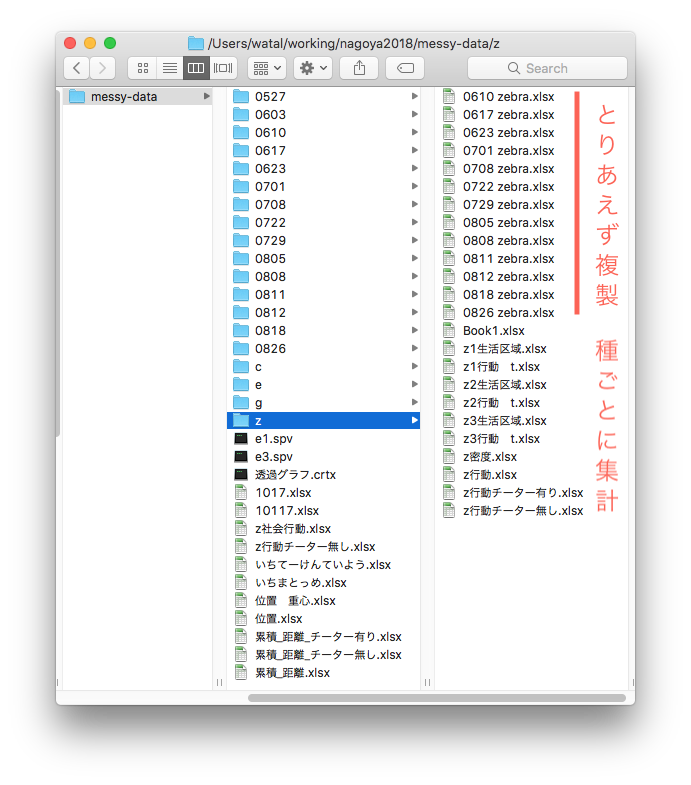 /Users/watal/working/nagoya2018/messy-data/z
Search
messy-data
0527
0603
0610
0617
0623
0701
0708
0722
0729
0805
0808
0811
0812
0818
0826
c
e
g
z
e1.spv
e3.spv
透過グラフ.crtx
1017.xlsx
10117.xlsx
z社会行動.xlsx
z行動チーター無し.xlsx
いちてーけんていよう.xlsx
いちまとっめ.xlsx
位置　重心.xlsx
位置.xlsx
累積_距離_チーター有り.xlsx
累積_距離_チーター無し.xlsx
累積_距離.xlsx
0610 zebra.xlsx
0617 zebra.xlsx
0623 zebra.xlsx
0701 zebra.xlsx
0708 zebra.xlsx
0722 zebra.xlsx
0729 zebra.xlsx
0805 zebra.xlsx
0808 zebra.xlsx
0811 zebra.xlsx
0812 zebra.xlsx
0818 zebra.xlsx
0826 zebra.xlsx
Book1.xlsx
z1生活区域.xlsx
z1行動　t.xlsx
z2生活区域.xlsx
z2行動　t.xlsx
z3生活区域.xlsx
z3行動　t.xlsx
z密度.xlsx
z行動.xlsx
z行動チーター有り.xlsx
z行動チーター無し.xlsx
とりあえず複製　種ごとに集計